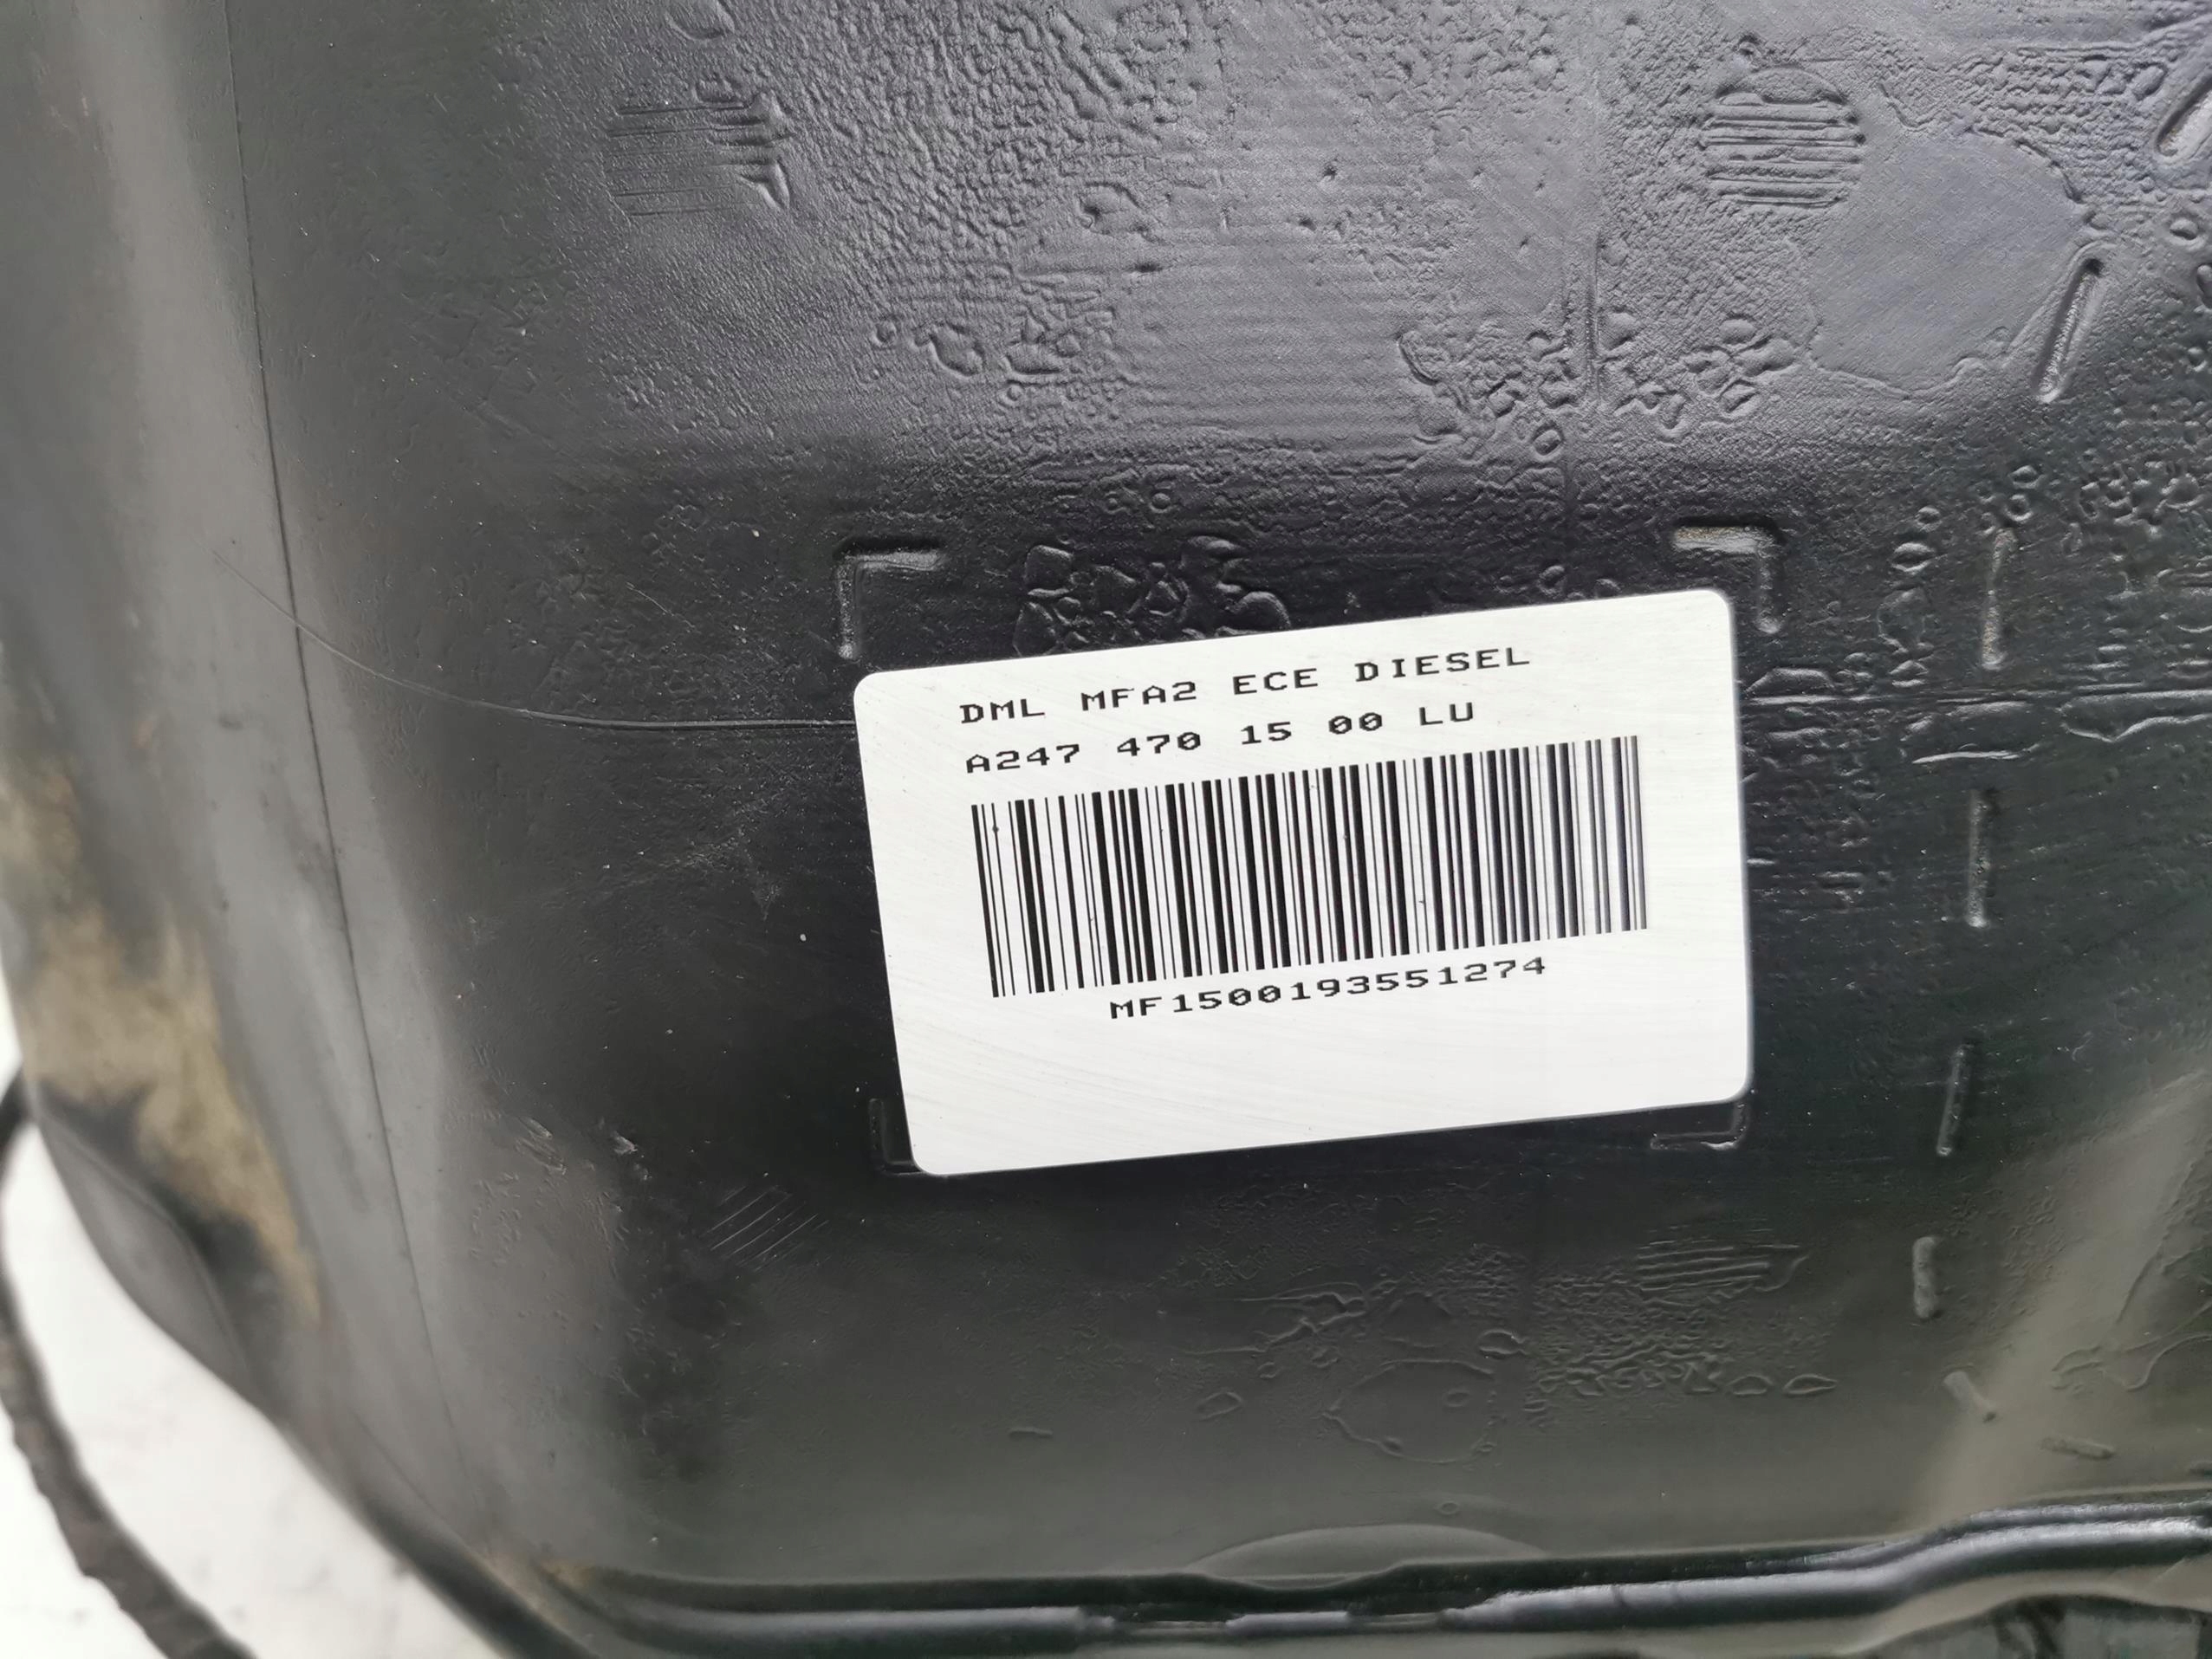 DML MFA2 ECE DIESEL
A247 470 15 00 LU
MF1500193551274